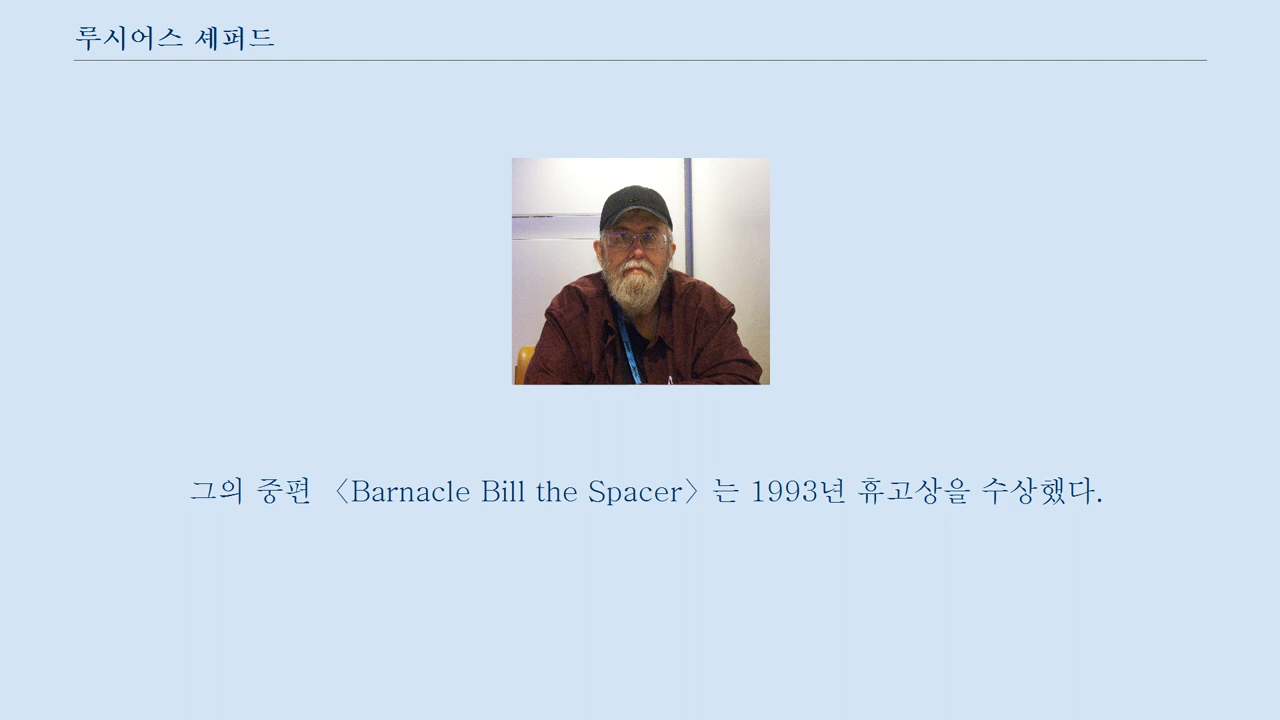 루시어스 셰퍼드
그의 중편 〈Barnacle Bill the Spacer〉는 1993년 휴고상을 수상했다.